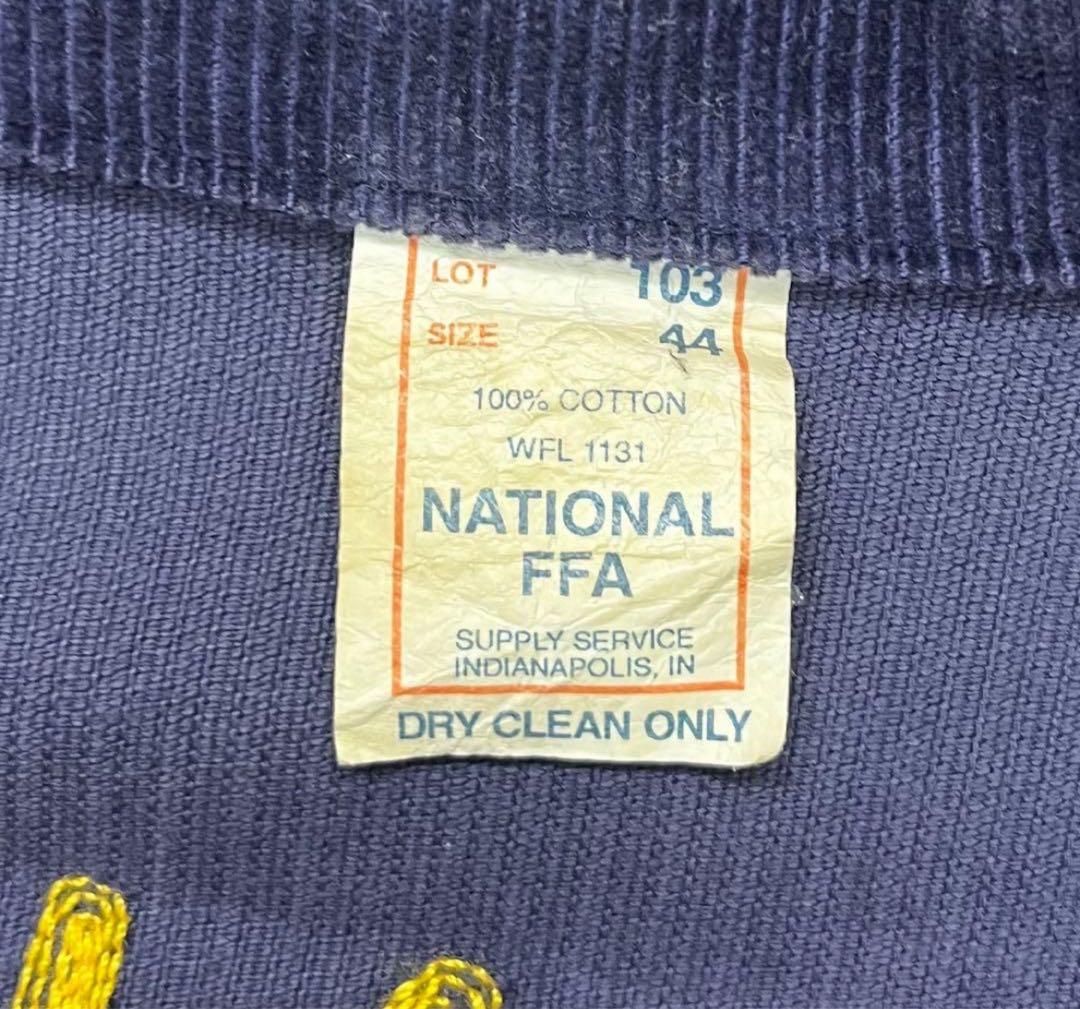 LOT 103
SIZE 44
100% COTTON
WFL 1131
NATIONAL
FFA
SUPPLY SERVICE
INDIANAPOLIS, IN
DRY CLEAN ONLY